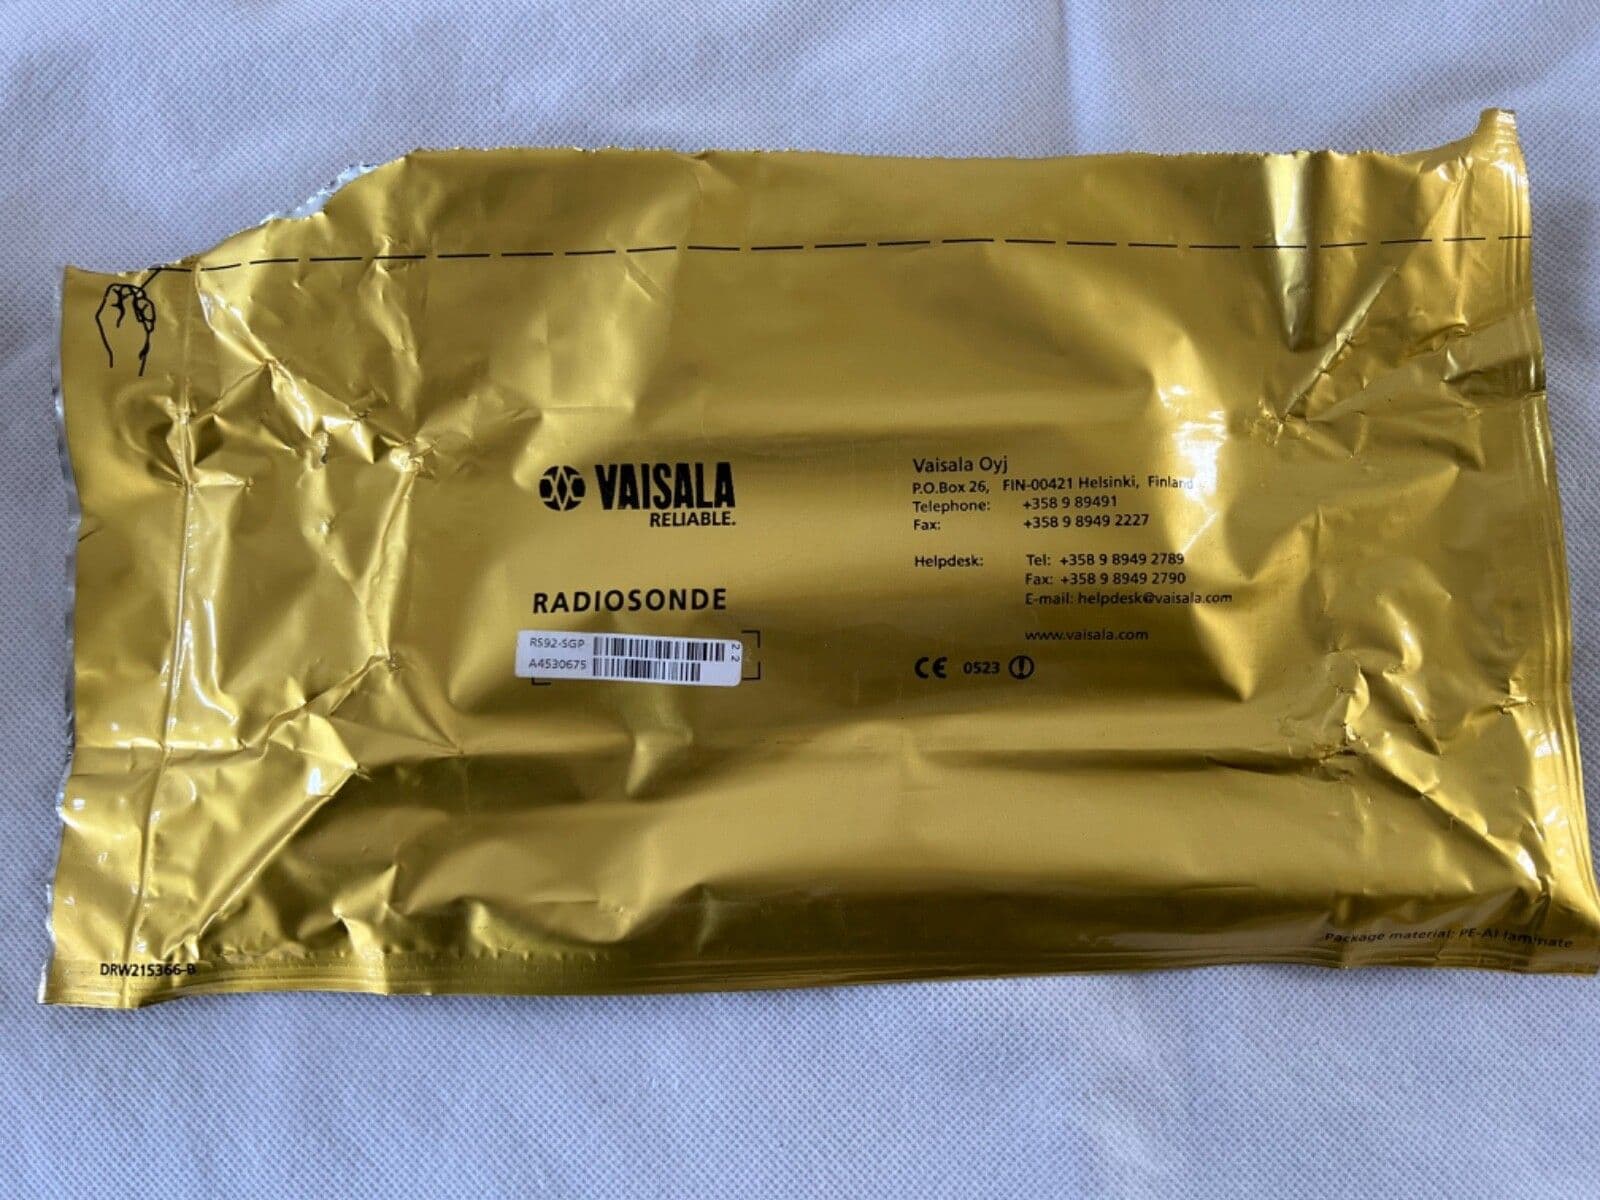 VAISALA
RELIABLE.
RADIOSONDE
RS92-SGP
A4530675
2.2
Vaisala Oyj
P.O.Box 26, FIN-00421 Helsinki, Finland
Telephone: +358 9 89491
Fax: +358 9 8949 2227
Helpdesk: Tel: +358 9 8949 2789
Fax: +358 9 8949 2790
E-mail: helpdesk@vaisala.com
www.vaisala.com
CE 0523
DRW215366-B
Package material: PE-Al-laminate